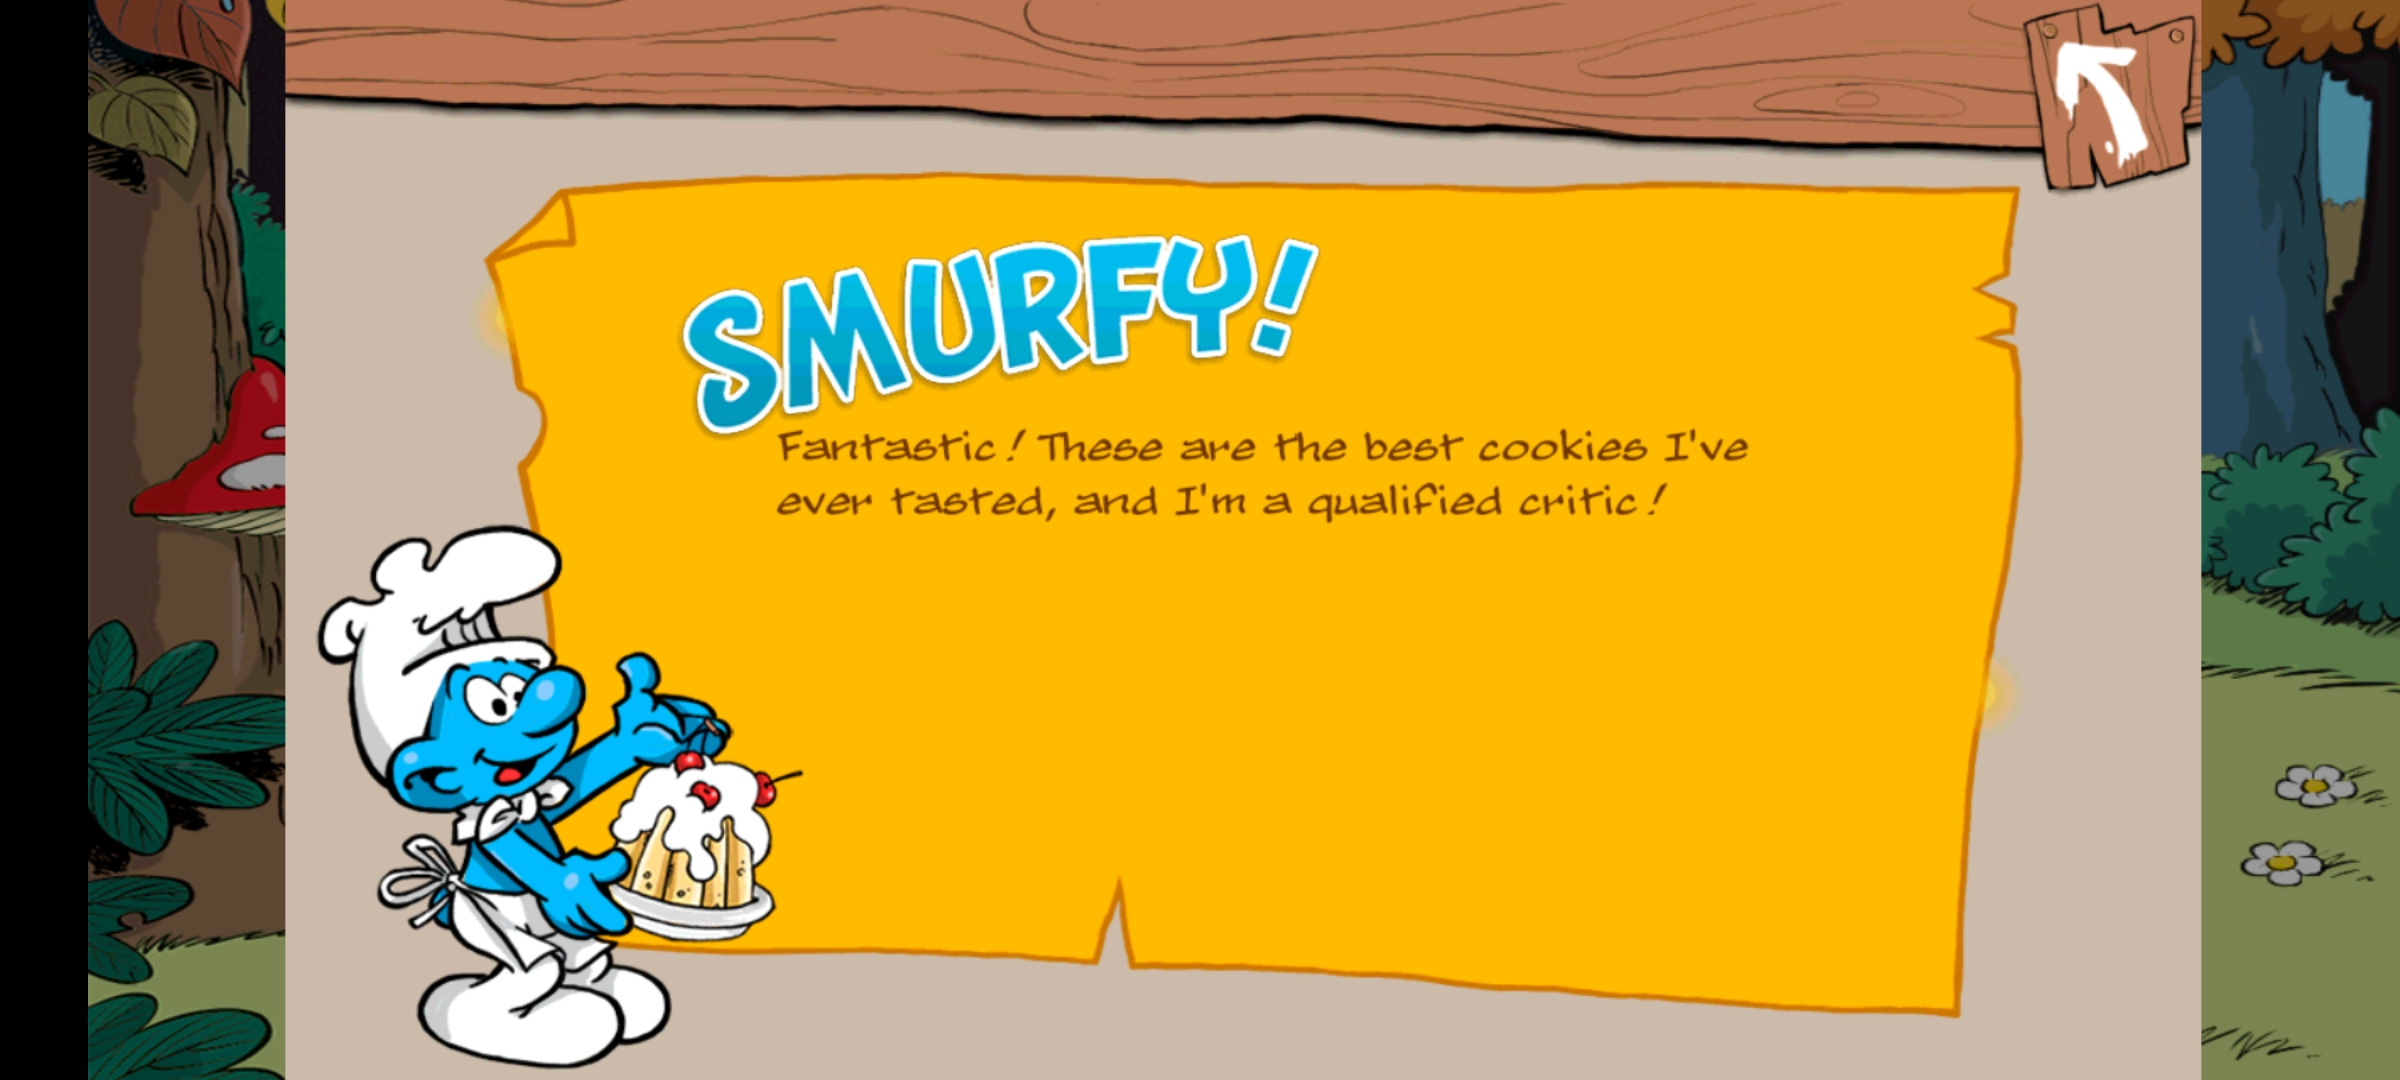 SMURFY!
Fantastic! These are the best cookies I've
ever tasted, and I'm a qualified critic!